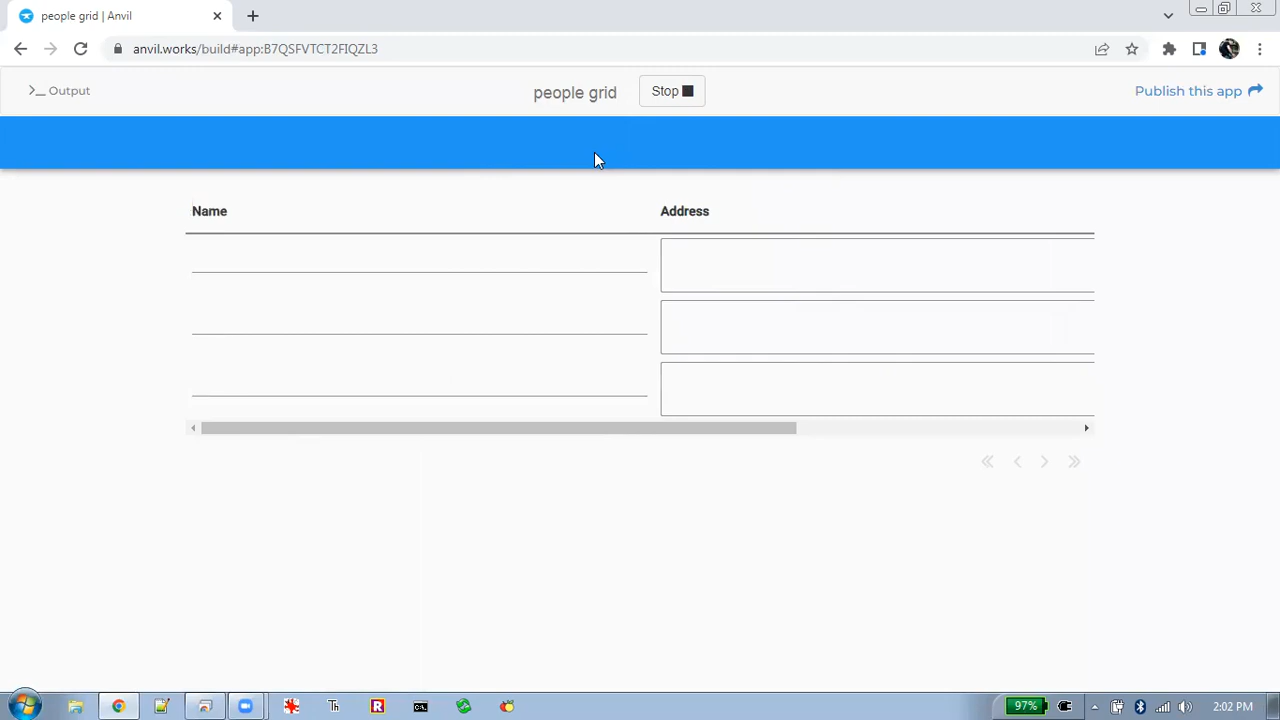 people grid | Anvil
anvil.works/build#app:B7QSFVTCT2FIQZL3
>_ Output
people grid
Stop
Publish this app
Name
Address
97%
2:02 PM